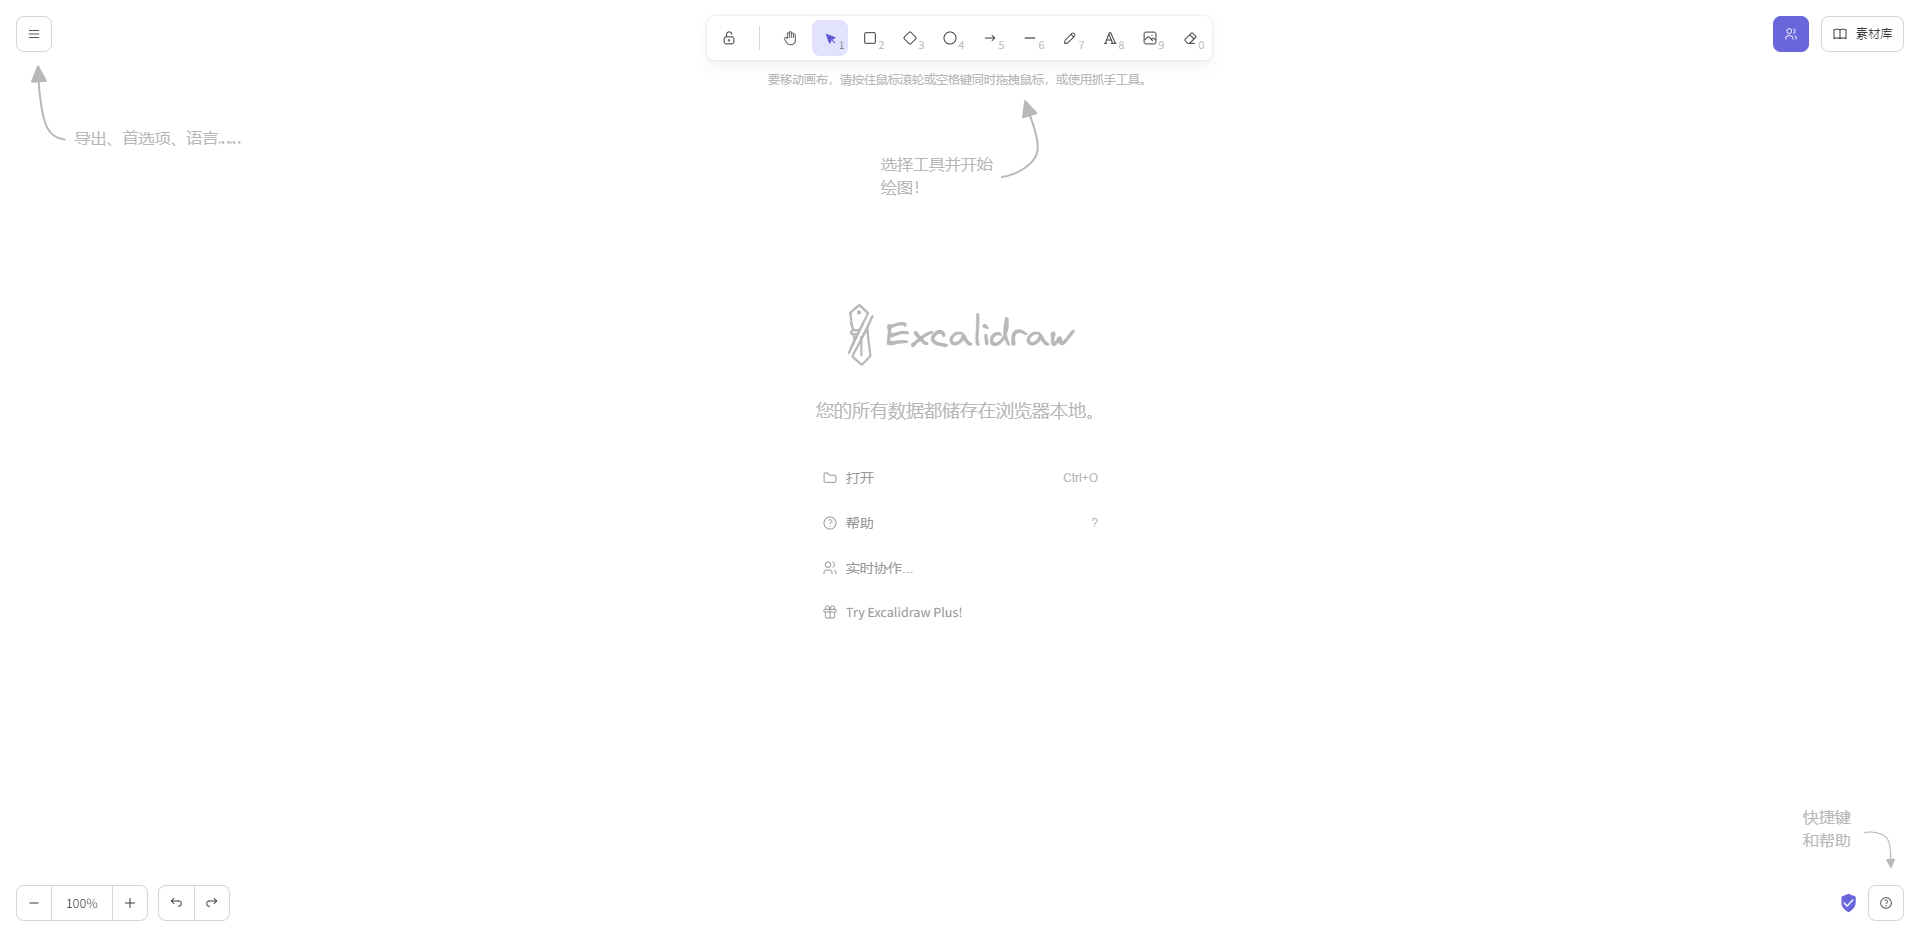 1
2
3
4
5
6
7
8
9
0
素材库
要移动画布，请按住鼠标滚轮或空格键同时拖拽鼠标，或使用抓手工具。
导出、首选项、语言……
选择工具并开始
绘图！
Excalidraw
您的所有数据都储存在浏览器本地。
打开 Ctrl+O
帮助 ?
实时协作...
Try Excalidraw Plus!
快捷键
和帮助
100%